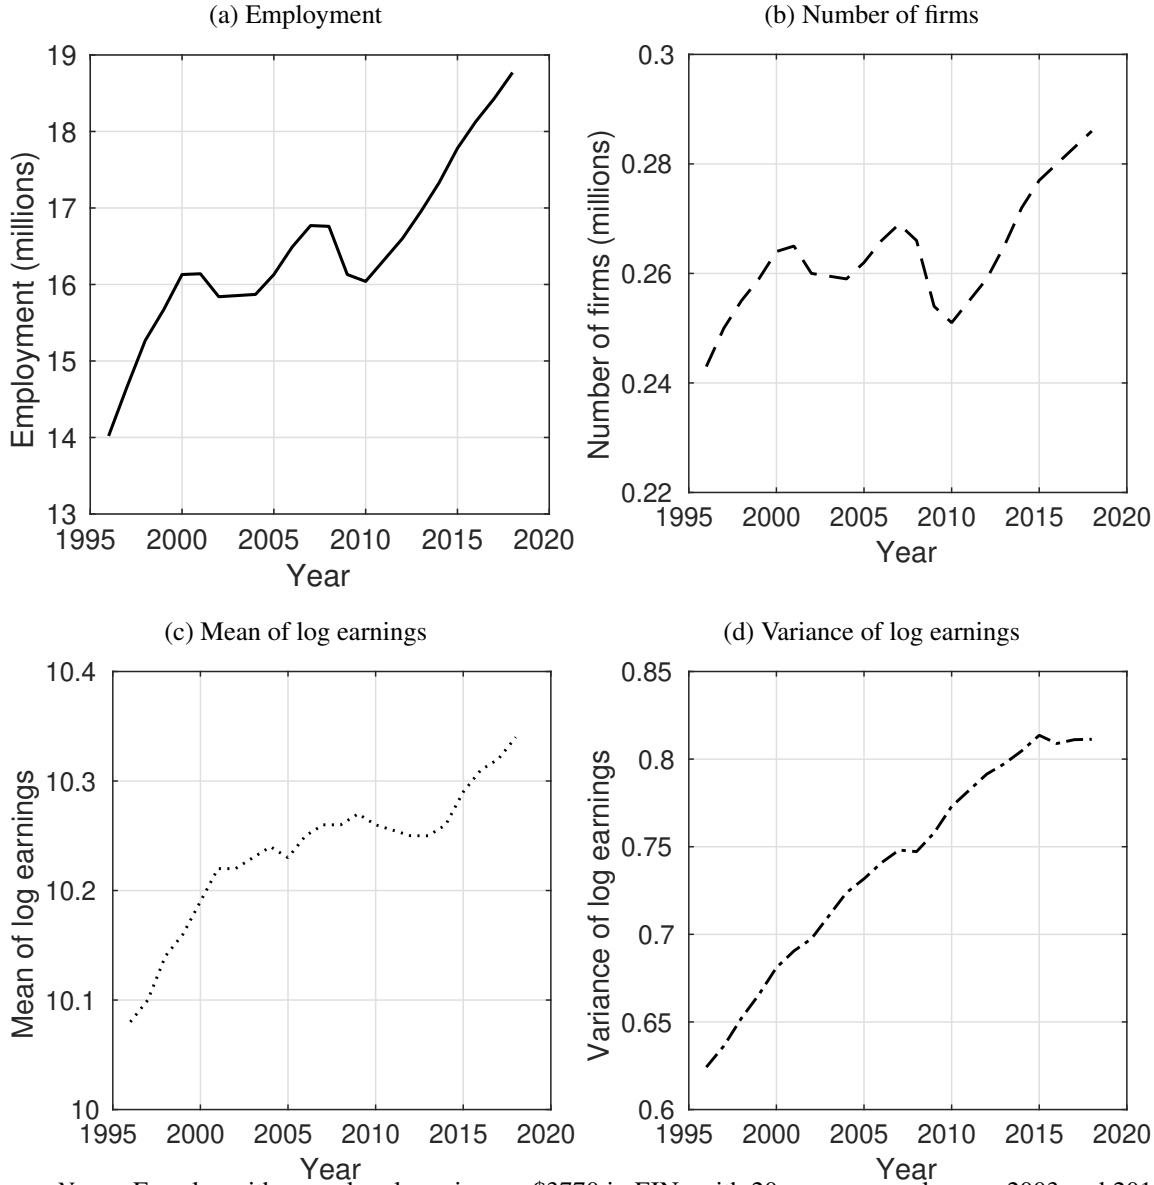 (a) Employment
19
18
17
16
15
14
13
1995 2000 2005 2010 2015 2020
Employment (millions)
Year
(b) Number of firms
0.3
0.28
0.26
0.24
0.22
1995 2000 2005 2010 2015 2020
Number of firms (millions)
Year
(c) Mean of log earnings
10.4
10.3
10.2
10.1
10
1995 2000 2005 2010 2015 2020
Mean of log earnings
Year
(d) Variance of log earnings
0.85
0.8
0.75
0.7
0.65
0.6
1995 2000 2005 2010 2015 2020
Variance of log earnings
Year